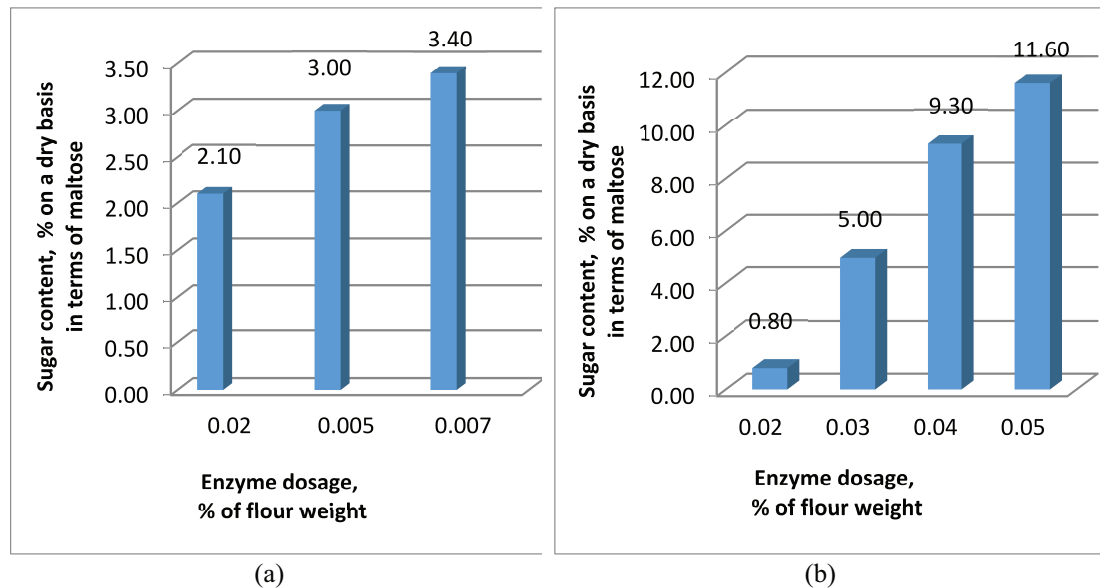 Sugar content, % on a dry basis
in terms of maltose
3.50
3.00
2.50
2.00
1.50
1.00
0.50
0.00
2.10
3.00
3.40
0.02 0.005 0.007
Enzyme dosage,
% of flour weight
(a)
Sugar content, % on a dry basis
in terms of maltose
12.00
10.00
8.00
6.00
4.00
2.00
0.00
0.80
5.00
9.30
11.60
0.02 0.03 0.04 0.05
Enzyme dosage,
% of flour weight
(b)